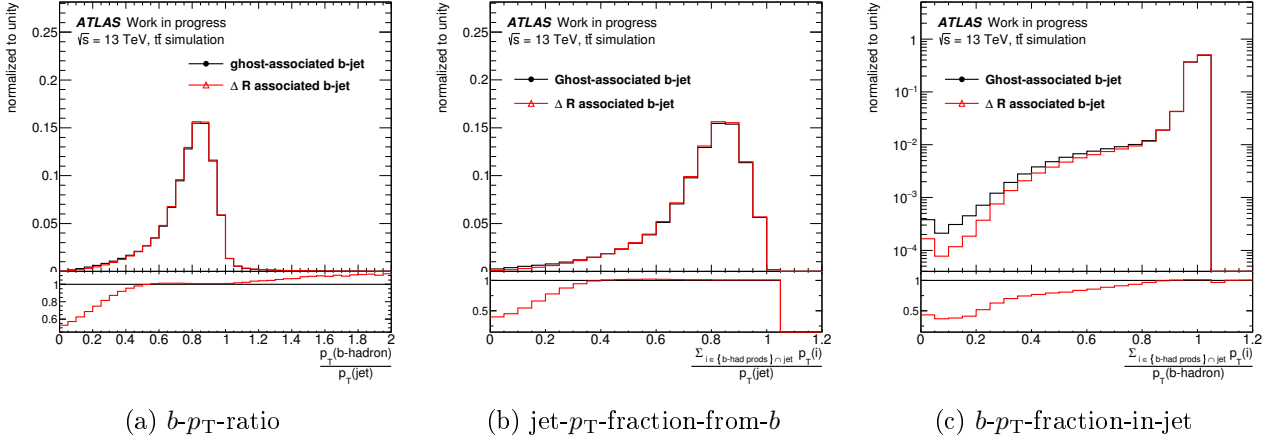 normalized to unity
ATLAS Work in progress
√s = 13 TeV, tt̄ simulation
ghost-associated b-jet
Δ R associated b-jet
0.25
0.2
0.15
0.1
0.05
0
1
0.8
0.6
0 0.2 0.4 0.6 0.8 1 1.2 1.4 1.6 1.8 2
p_T(b-hadron)
p_T(jet)
(a) b-p_T-ratio
normalized to unity
ATLAS Work in progress
√s = 13 TeV, tt̄ simulation
Ghost-associated b-jet
Δ R associated b-jet
0.25
0.2
0.15
0.1
0.05
0
1
0.5
0 0.2 0.4 0.6 0.8 1 1.2
Σ_{i ∈ {b-had prods} ∩ jet} p_T(i)
p_T(jet)
(b) jet-p_T-fraction-from-b
normalized to unity
ATLAS Work in progress
√s = 13 TeV, tt̄ simulation
Ghost-associated b-jet
Δ R associated b-jet
1
10⁻¹
10⁻²
10⁻³
10⁻⁴
1
0.5
0 0.2 0.4 0.6 0.8 1 1.2
Σ_{i ∈ {b-had prods} ∩ jet} p_T(i)
p_T(b-hadron)
(c) b-p_T-fraction-in-jet